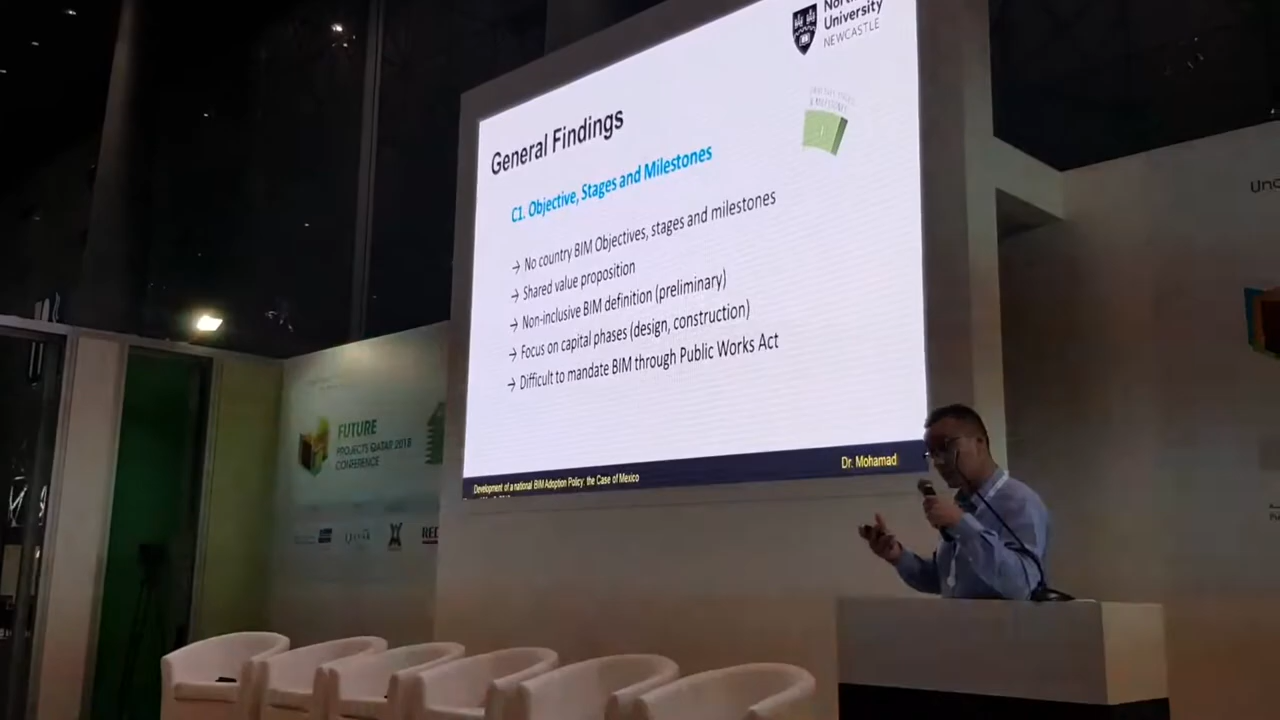 University
NEWCASTLE
General Findings
C1. Objective, Stages and Milestones
→ No country BIM Objectives, stages and milestones
→ Shared value proposition
→ Non-inclusive BIM definition (preliminary)
→ Focus on capital phases (design, construction)
→ Difficult to mandate BIM through Public Works Act
Development of a national BIM Adoption Policy: the Case of Mexico
Dr. Mohamad
FUTURE
PROJECTS QATAR 2018
CONFERENCE